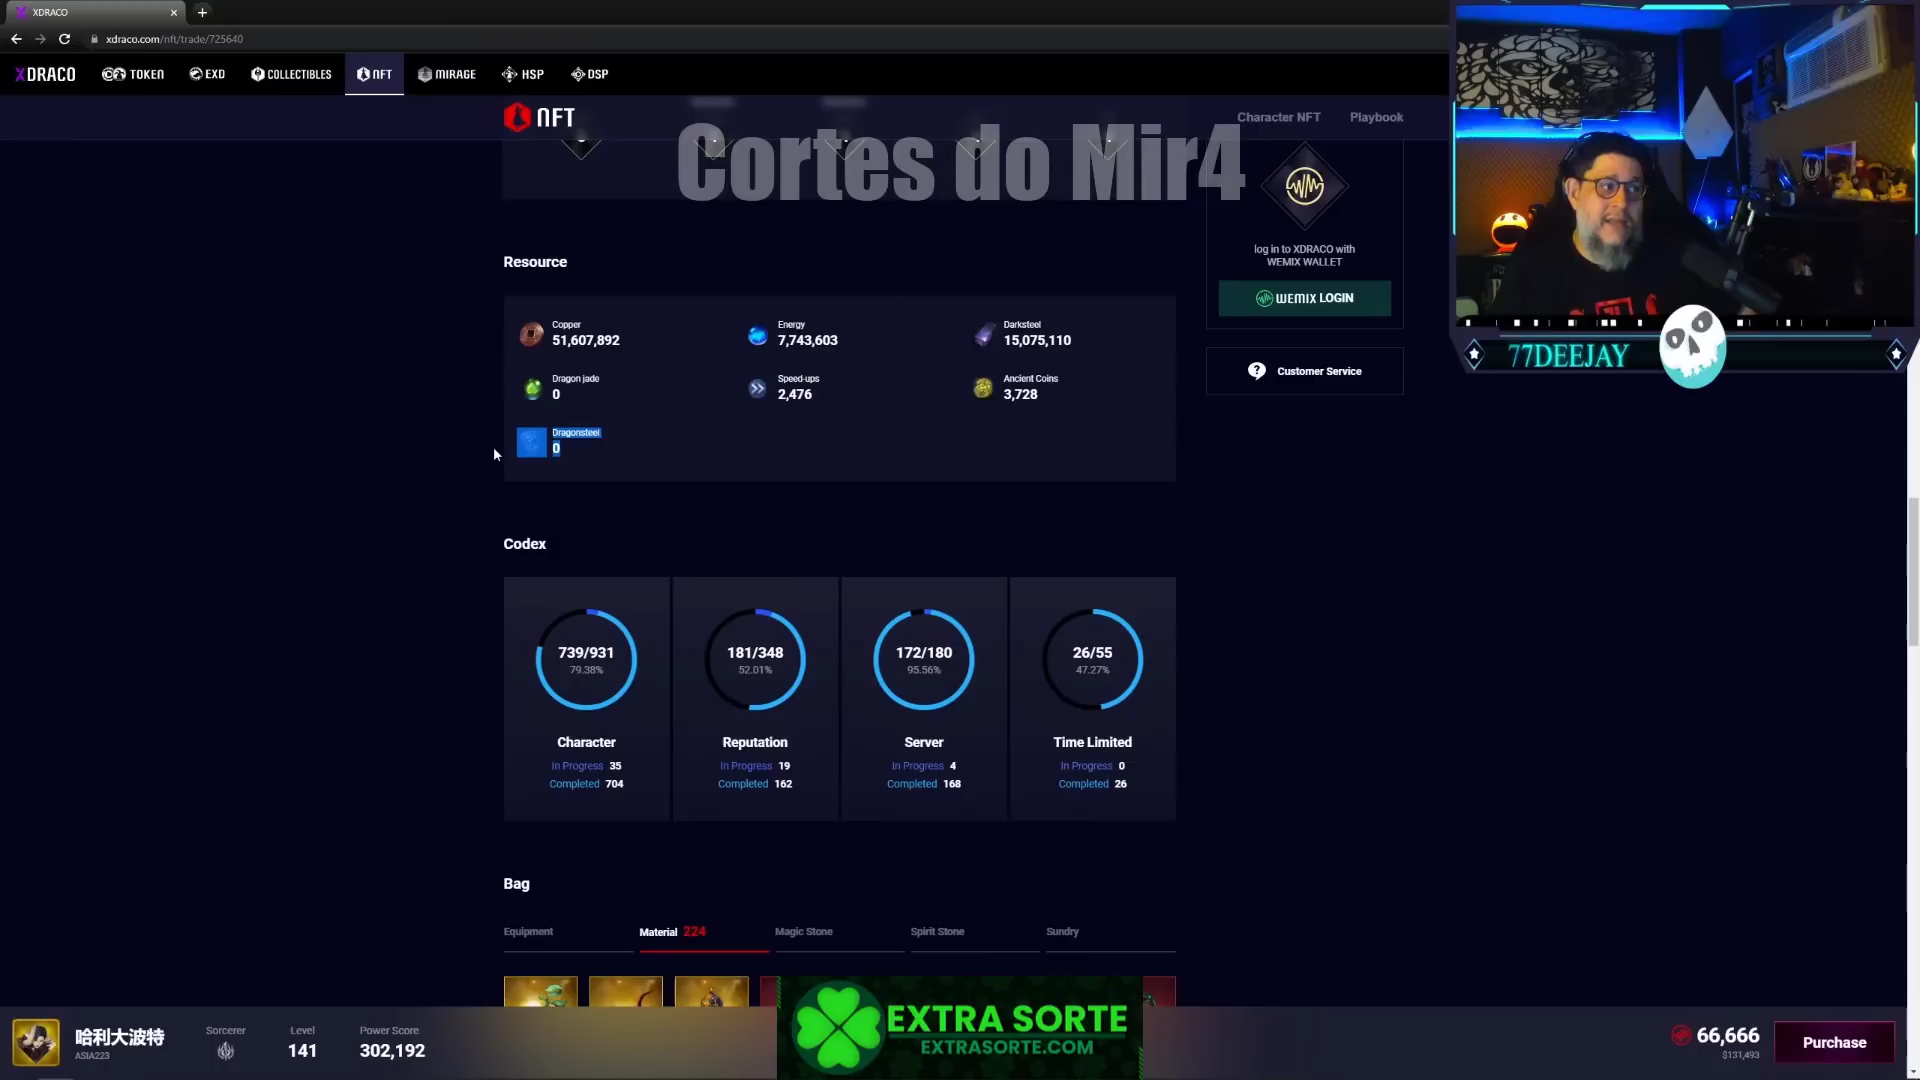 XDRACO
xdraco.com/nft/trade/725640
XDRACO
TOKEN
EXD
COLLECTIBLES
NFT
MIRAGE
HSP
DSP
NFT
Character NFT
Playbook
Cortes do Mir4
log in to XDRACO with
WEMIX WALLET
WEMIX LOGIN
Customer Service
77DEEJAY
Resource
Copper
51,607,892
Energy
7,743,603
Darksteel
15,075,110
Dragon jade
0
Speed-ups
2,476
Ancient Coins
3,728
Dragonsteel
0
Codex
739/931
79.38%
Character
In Progress 35
Completed 704
181/348
52.01%
Reputation
In Progress 19
Completed 162
172/180
95.56%
Server
In Progress 4
Completed 168
26/55
47.27%
Time Limited
In Progress 0
Completed 26
Bag
Equipment
Material 224
Magic Stone
Spirit Stone
Sundry
EXTRA SORTE
EXTRASORTE.COM
哈利大波特
ASIA223
Sorcerer
Level
141
Power Score
302,192
66,666
$131,493
Purchase